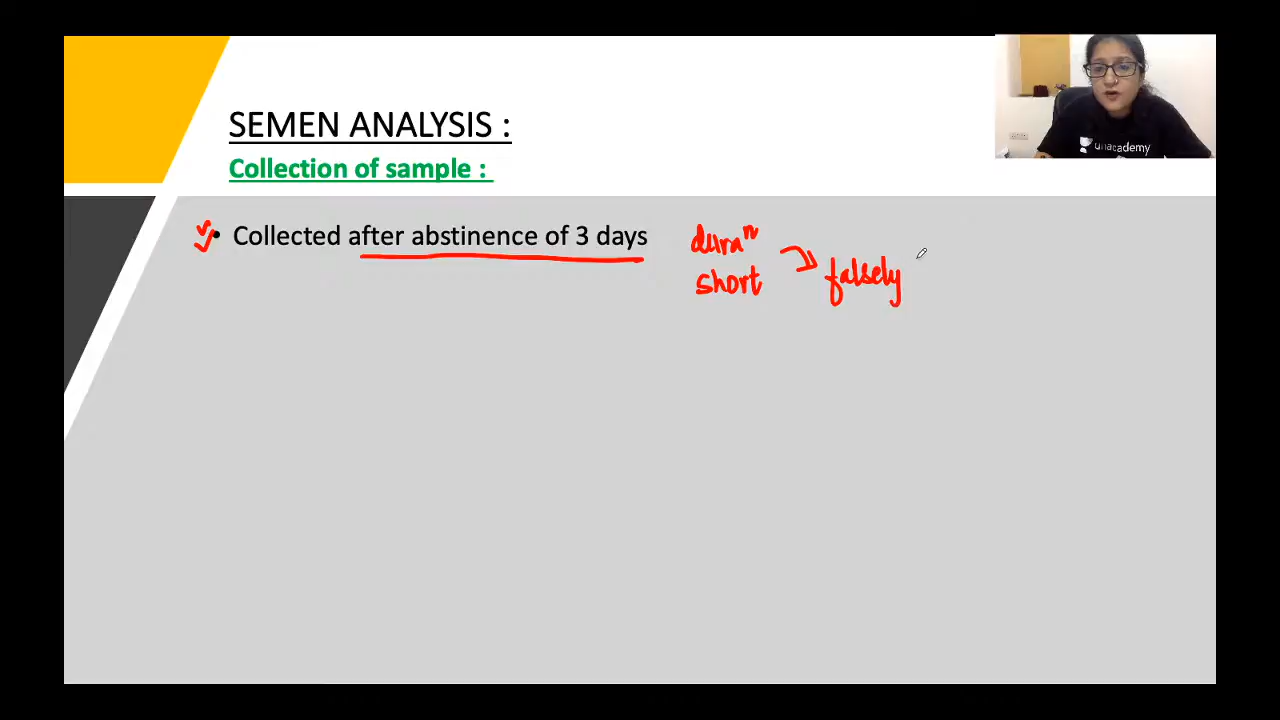 SEMEN ANALYSIS :
Collection of sample :
• Collected after abstinence of 3 days
duraⁿ
short
falsely
unacademy